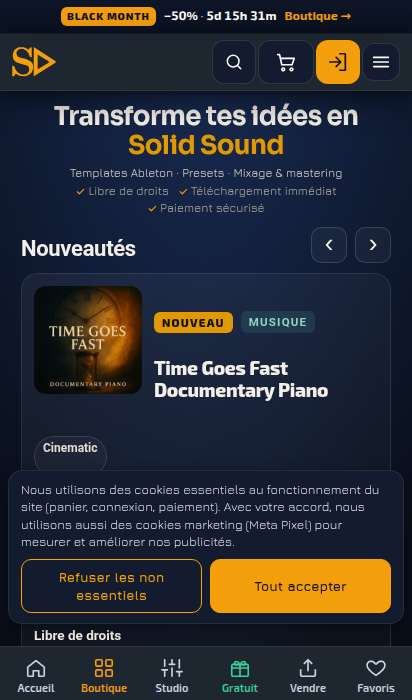 BLACK MONTH −50% · 5d 15h 31m Boutique →
Transforme tes idées en
Solid Sound
Templates Ableton · Presets · Mixage & mastering
✓ Libre de droits ✓ Téléchargement immédiat
✓ Paiement sécurisé
Nouveautés
TIME GOES
FAST
DOCUMENTARY PIANO
NOUVEAU MUSIQUE
Time Goes Fast
Documentary Piano
Cinematic
Nous utilisons des cookies essentiels au fonctionnement du
site (panier, connexion, paiement). Avec votre accord, nous
utilisons aussi des cookies marketing (Meta Pixel) pour
mesurer et améliorer nos publicités.
Refuser les non
essentiels
Tout accepter
Libre de droits
Accueil Boutique Studio Gratuit Vendre Favoris